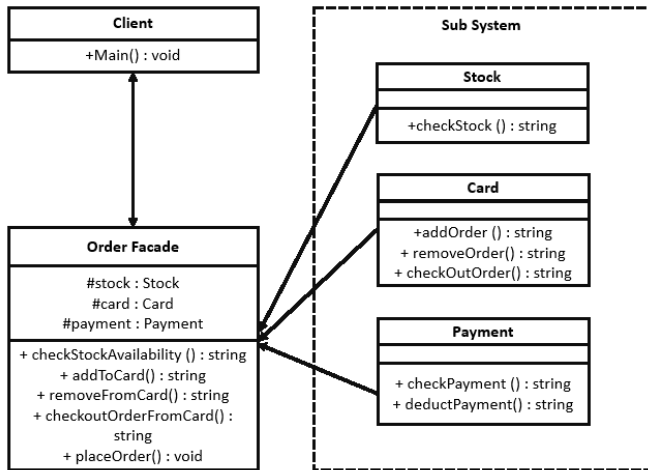 Client
+Main() : void
Order Facade
#stock : Stock
#card : Card
#payment : Payment
+ checkStockAvailability () : string
+ addToCard() : string
+ removeFromCard() : string
+ checkoutOrderFromCard() :
string
+ placeOrder() : void
Sub System
Stock
+checkStock () : string
Card
+addOrder () : string
+ removeOrder() : string
+ checkOutOrder() : string
Payment
+ checkPayment () : string
+ deductPayment() : string